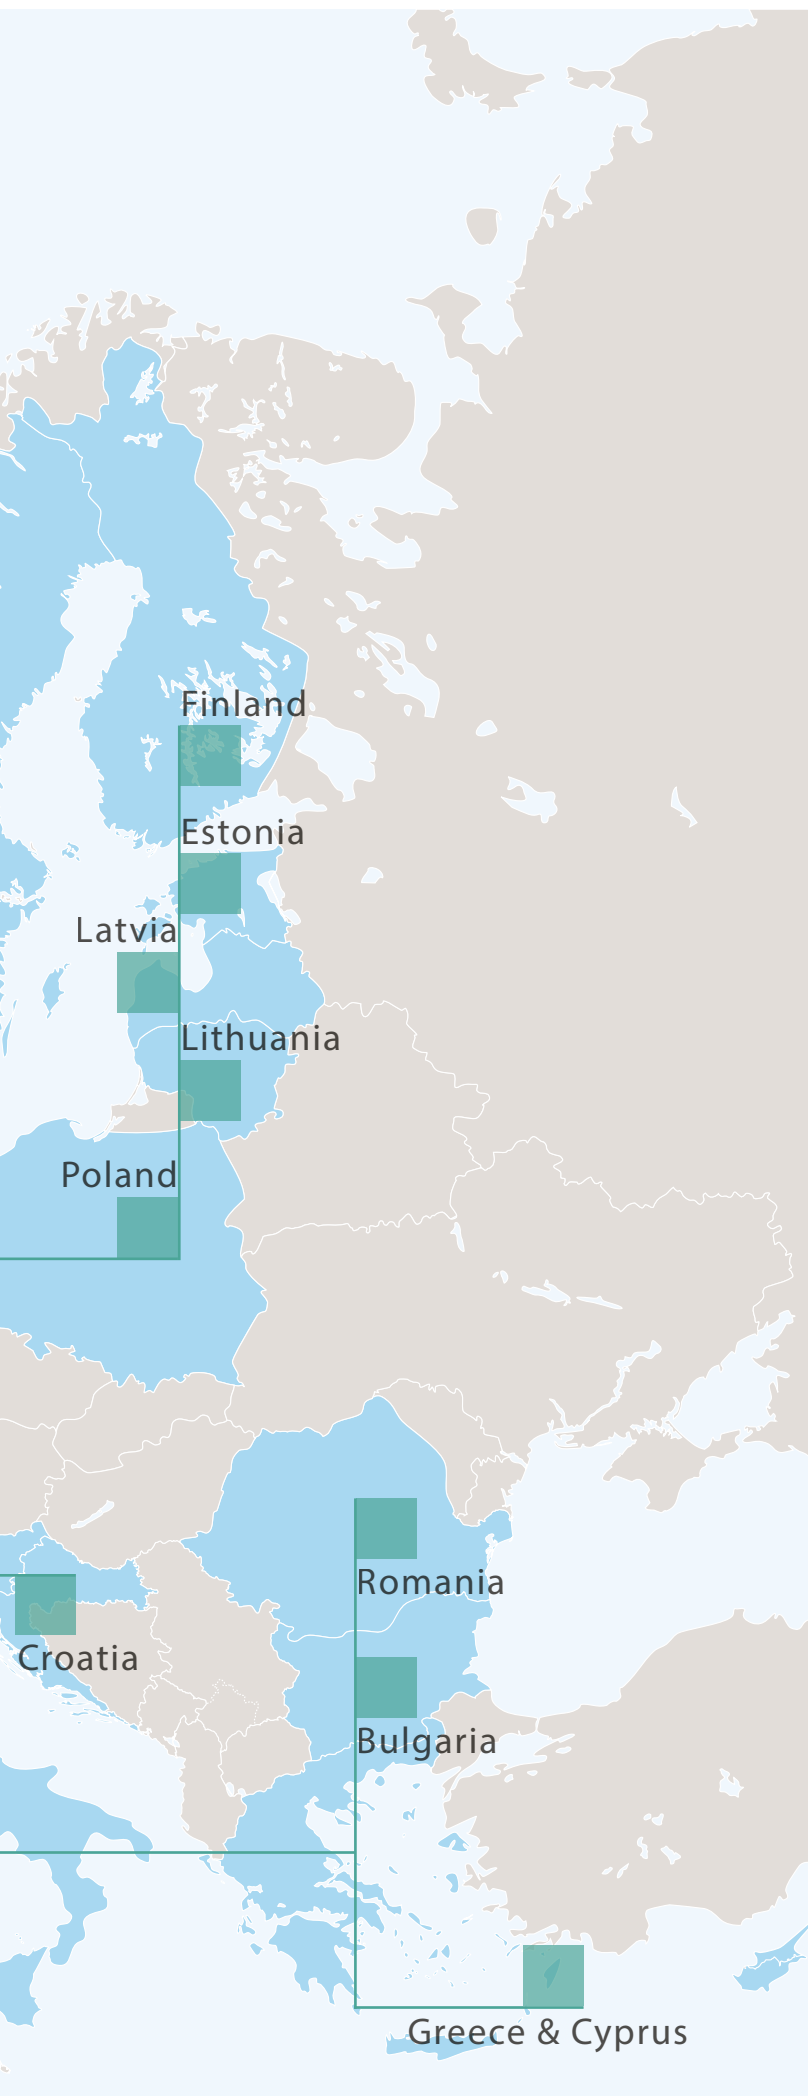 Finland
Estonia
Latvia
Lithuania
Poland
Romania
Croatia
Bulgaria
Greece & Cyprus